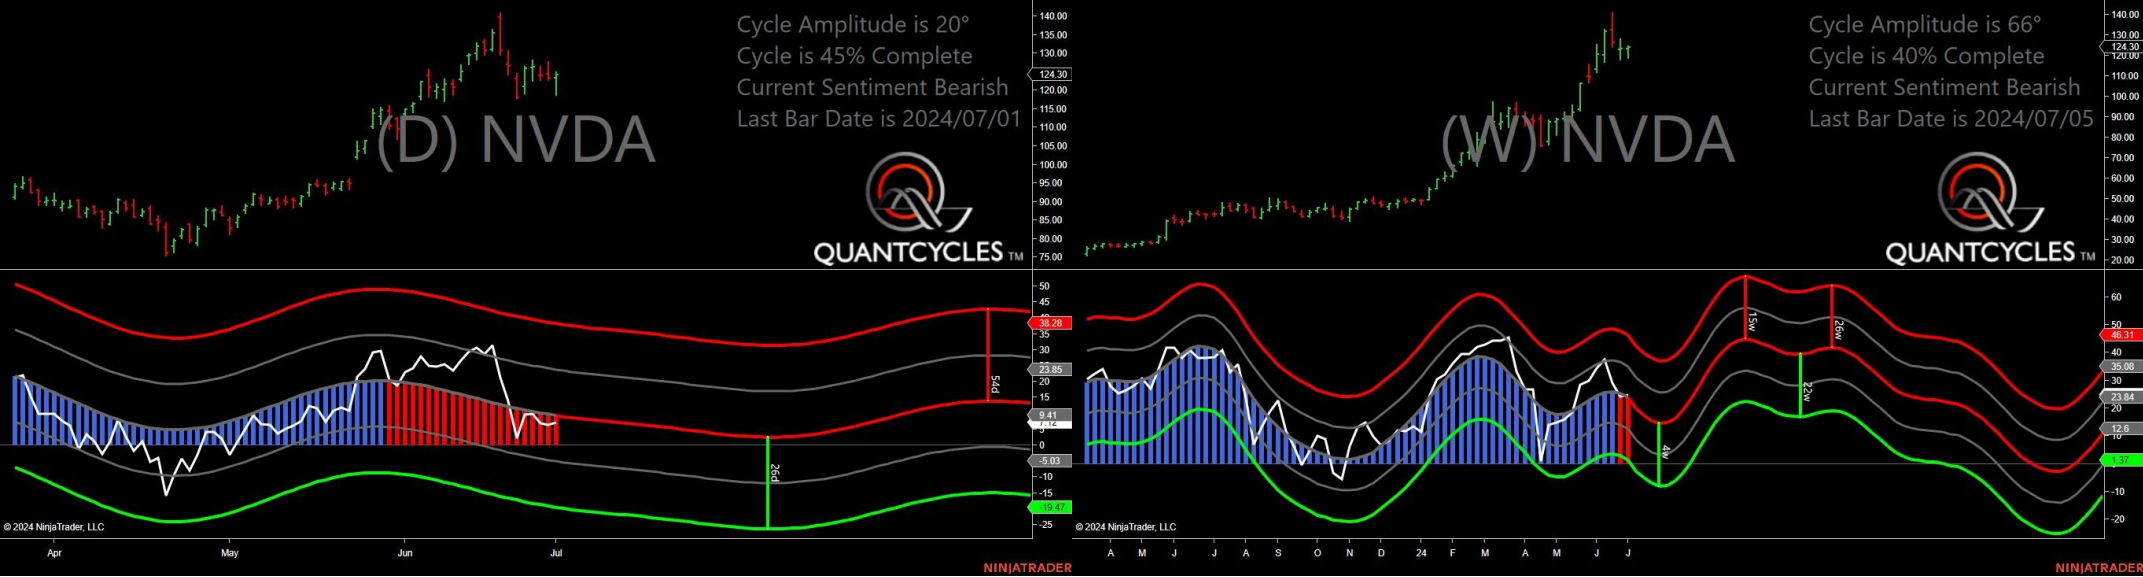 Cycle Amplitude is 20°
Cycle is 45% Complete
Current Sentiment Bearish
Last Bar Date is 2024/07/01
(D) NVDA
QUANTCYCLES TM
140.00
135.00
130.00
124.30
120.00
115.00
110.00
105.00
100.00
95.00
90.00
85.00
80.00
75.00
50
45
38.28
35
30
23.85
20
15
9.41
7.12
5
0
-5.03
-10
-15
-19.47
-25
54d
26d
© 2024 NinjaTrader, LLC
Apr May Jun Jul
NINJATRADER
Cycle Amplitude is 66°
Cycle is 40% Complete
Current Sentiment Bearish
Last Bar Date is 2024/07/05
(W) NVDA
QUANTCYCLES TM
140.00
130.00
124.30
120.00
110.00
100.00
90.00
80.00
70.00
60.00
50.00
40.00
30.00
20.00
60
50
46.31
40
35.08
30
23.84
20
12.6
10
1.37
-10
-20
15w
26w
22w
4w
© 2024 NinjaTrader, LLC
A M J J A S O N D 24 F M A M J J
NINJATRADER